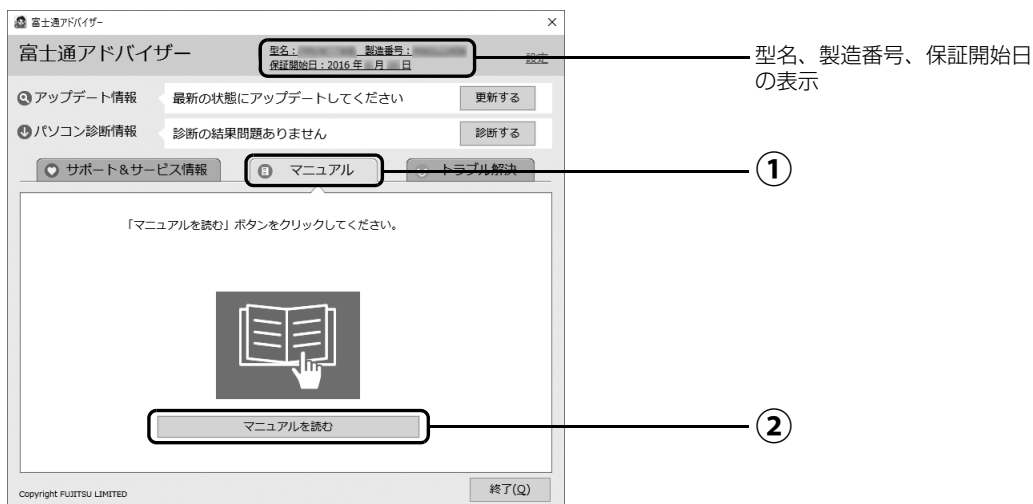 富士通アドバイザー
富士通アドバイザー
型名： 製造番号：
保証開始日：2016 年 月 日
設定
型名、製造番号、保証開始日
の表示
アップデート情報
最新の状態にアップデートしてください
更新する
パソコン診断情報
診断の結果問題ありません
診断する
サポート＆サービス情報
マニュアル
トラブル解決
①
「マニュアルを読む」ボタンをクリックしてください。
マニュアルを読む
②
Copyright FUJITSU LIMITED
終了(Q)